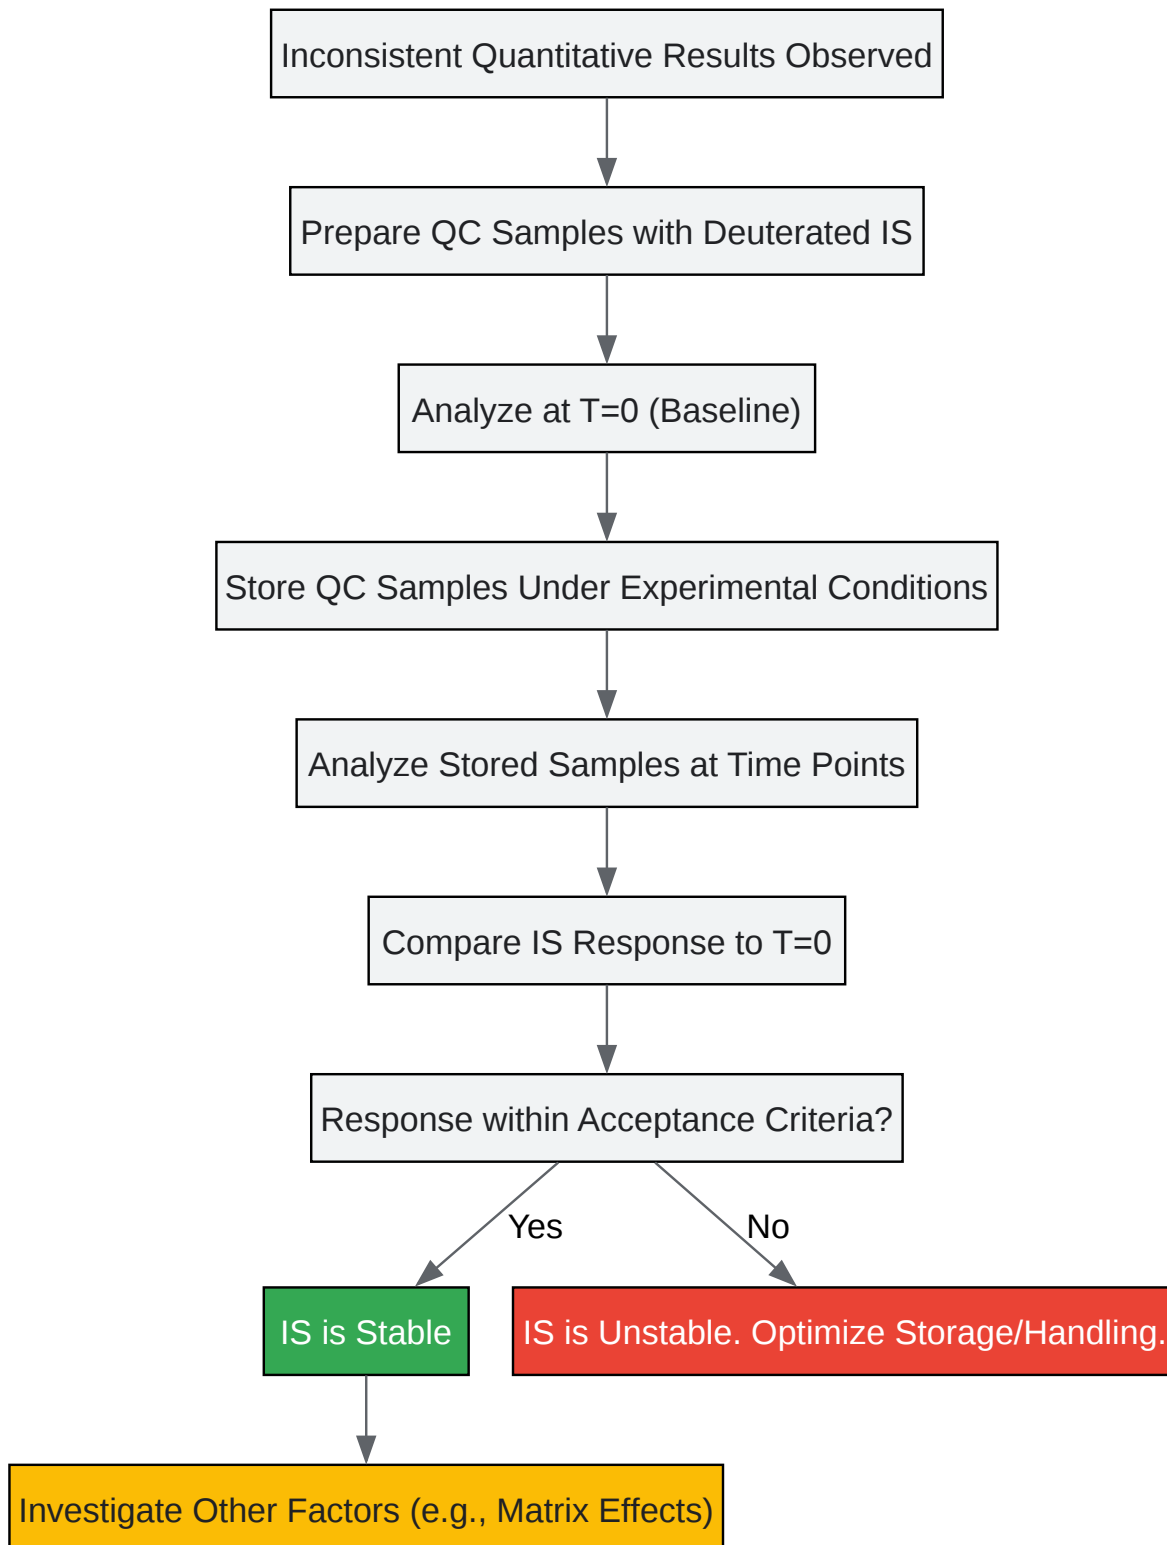 Inconsistent Quantitative Results Observed
Prepare QC Samples with Deuterated IS
Analyze at T=0 (Baseline)
Store QC Samples Under Experimental Conditions
Analyze Stored Samples at Time Points
Compare IS Response to T=0
Response within Acceptance Criteria?
Yes
No
IS is Stable
IS is Unstable. Optimize Storage/Handling.
Investigate Other Factors (e.g., Matrix Effects)